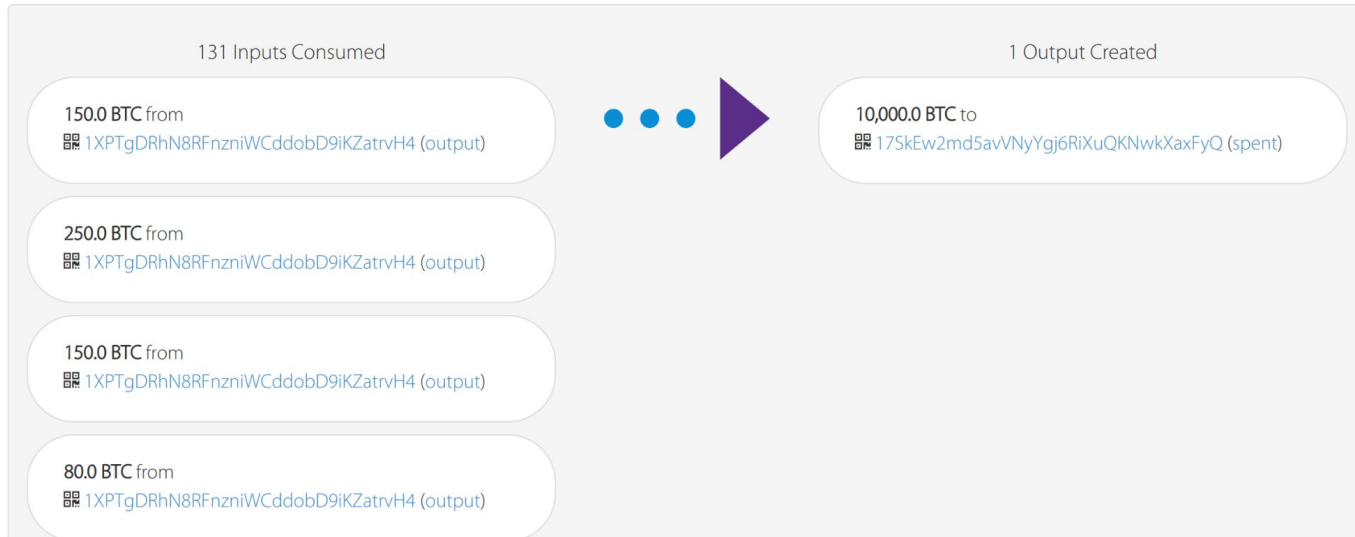 131 Inputs Consumed
150.0 BTC from
1XPTgDRhN8RFnzniWCddobD9iKZatrvH4 (output)
250.0 BTC from
1XPTgDRhN8RFnzniWCddobD9iKZatrvH4 (output)
150.0 BTC from
1XPTgDRhN8RFnzniWCddobD9iKZatrvH4 (output)
80.0 BTC from
1XPTgDRhN8RFnzniWCddobD9iKZatrvH4 (output)
1 Output Created
10,000.0 BTC to
17SkEw2md5avVNyYgj6RiXuQKNwkXaxFyQ (spent)